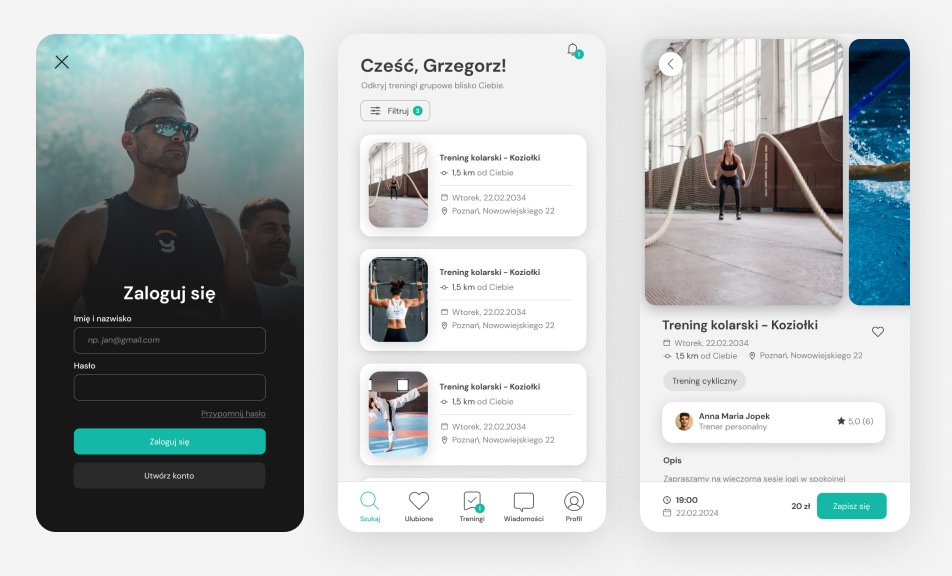 Zaloguj się
Imię i nazwisko
np. jan@gmail.com
Hasło
Przypomnij hasło
Zaloguj się
Utwórz konto
1
Cześć, Grzegorz!
Odkryj treningi grupowe blisko Ciebie.
Filtruj 3
Trening kolarski - Koziołki
1,5 km od Ciebie
Wtorek, 22.02.2034
Poznań, Nowowiejskiego 22
Trening kolarski - Koziołki
1,5 km od Ciebie
Wtorek, 22.02.2034
Poznań, Nowowiejskiego 22
Trening kolarski - Koziołki
1,5 km od Ciebie
Wtorek, 22.02.2034
Poznań, Nowowiejskiego 22
1
Szukaj Ulubione Treningi Wiadomości Profil
Trening kolarski - Koziołki
Wtorek, 22.02.2034
1,5 km od Ciebie Poznań, Nowowiejskiego 22
Trening cykliczny
Anna Maria Jopek
Trener personalny
5,0 (6)
Opis
Zapraszamy na wieczorną sesję jogi w spokojnej
19:00
22.02.2024
20 zł
Zapisz się